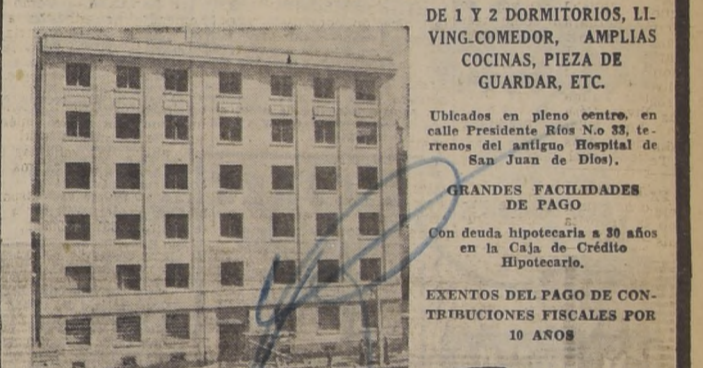 DE 1 Y 2 DORMITORIOS, LI-
VING-COMEDOR, AMPLIAS
COCINAS, PIEZA DE
GUARDAR, ETC.
Ubicados en pleno centro, en
calle Presidente Ríos N.o 33, te-
rrenos del antiguo Hospital de
San Juan de Dios).
GRANDES FACILIDADES
DE PAGO
Con deuda hipotecaria a 30 años
en la Caja de Crédito
Hipotecario.
EXENTOS DEL PAGO DE CON-
TRIBUCIONES FISCALES POR
10 AÑOS